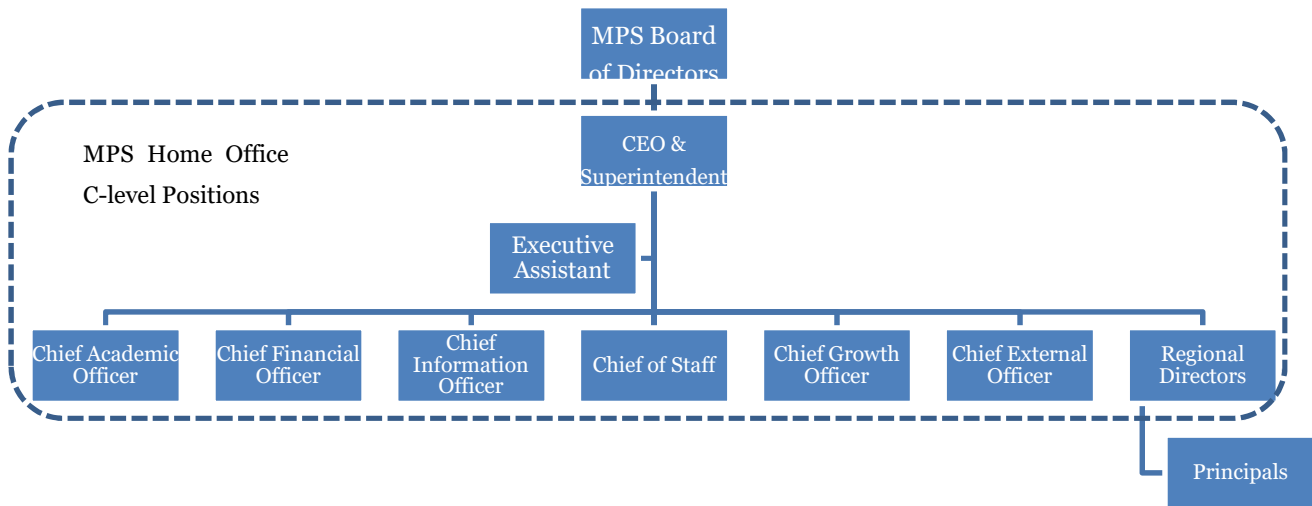 MPS Board
of Directors
MPS Home Office
C-level Positions
CEO &
Superintendent
Executive
Assistant
Chief Academic
Officer
Chief Financial
Officer
Chief
Information
Officer
Chief of Staff
Chief Growth
Officer
Chief External
Officer
Regional
Directors
Principals